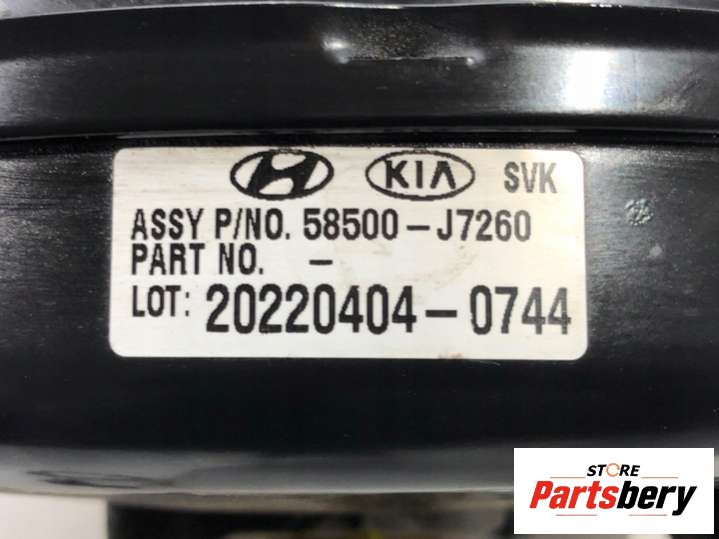 KIA SVK
ASSY P/NO. 58500-J7260
PART NO. -
LOT: 20220404-0744
STORE
Partsbery